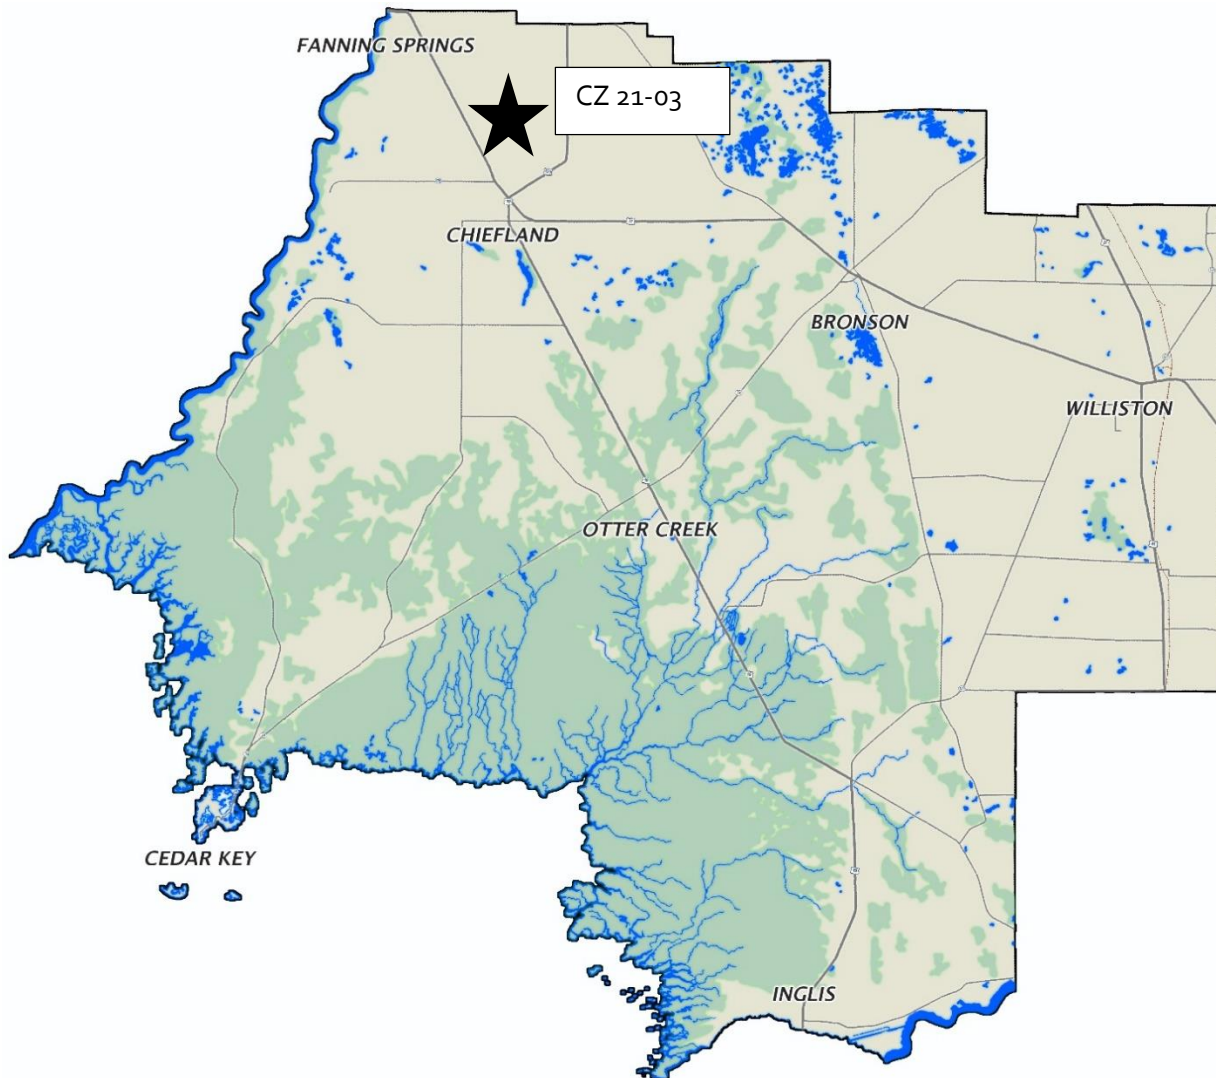 FANNING SPRINGS
CZ 21-03
CHIEFLAND
BRONSON
WILLISTON
OTTER CREEK
CEDAR KEY
INGLIS